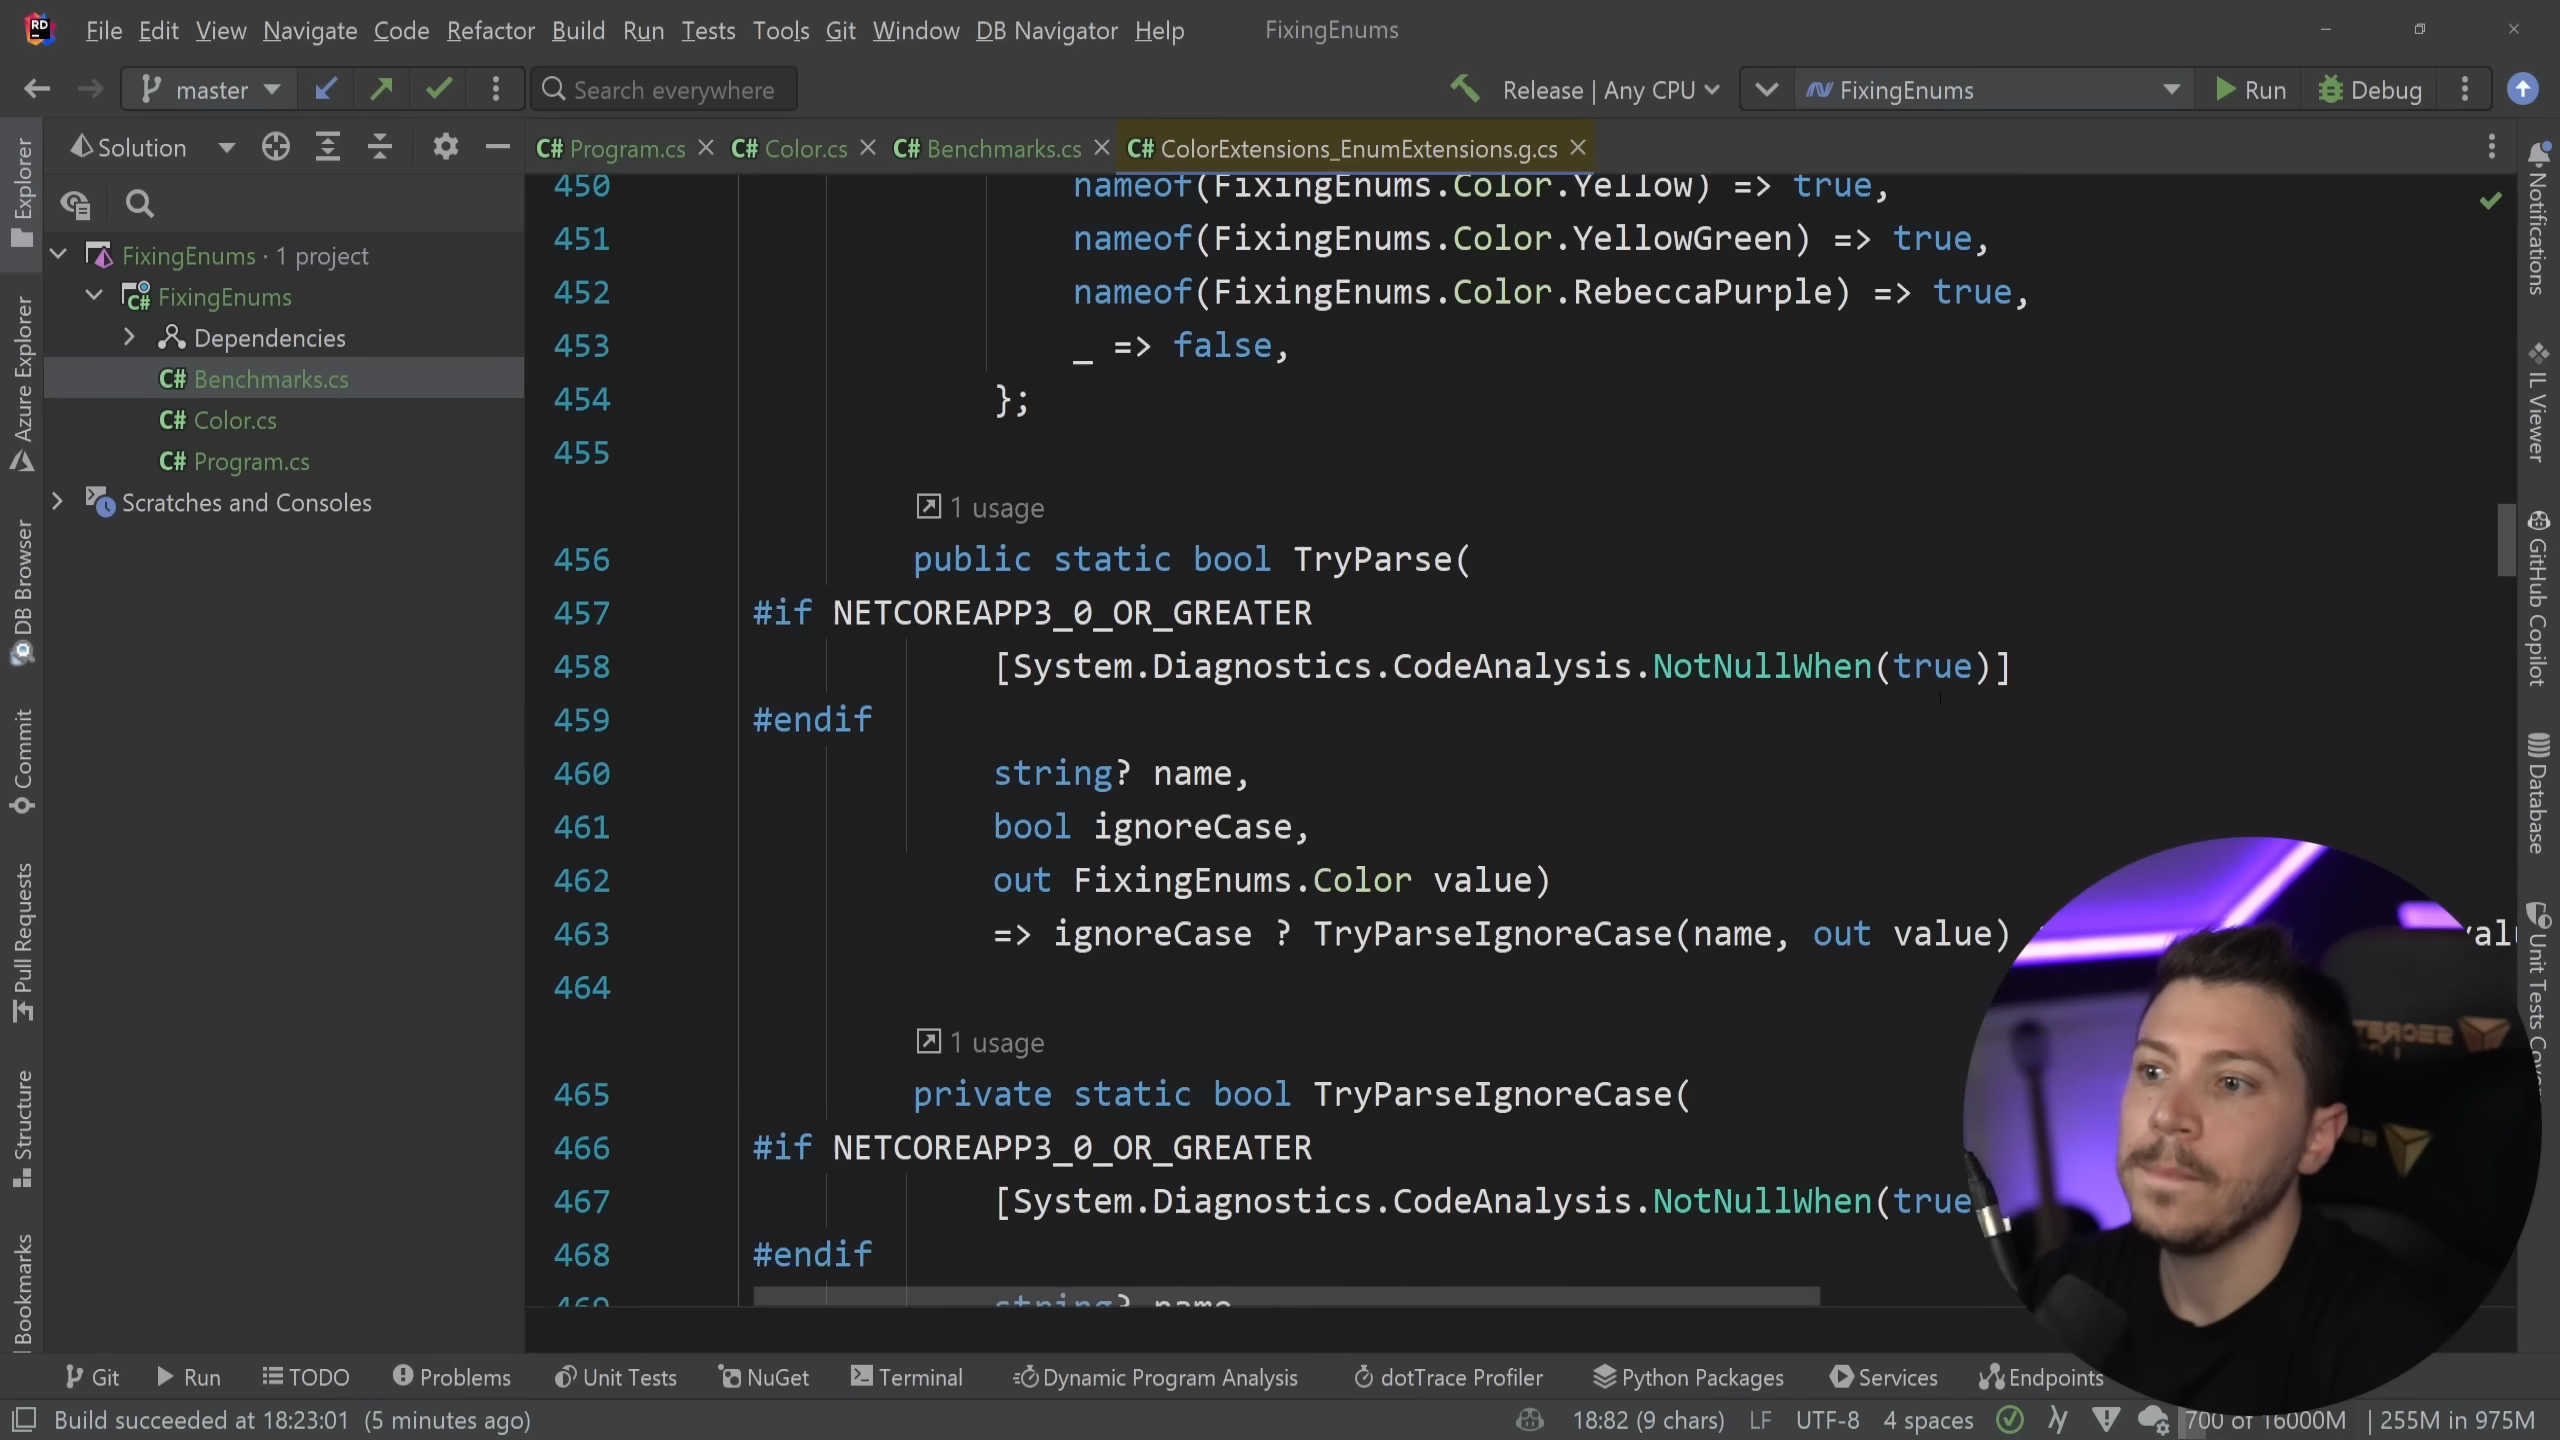 File Edit View Navigate Code Refactor Build Run Tests Tools Git Window DB Navigator Help FixingEnums
master Search everywhere Release | Any CPU FixingEnums Run Debug
Solution
C# Program.cs C# Color.cs C# Benchmarks.cs C# ColorExtensions_EnumExtensions.g.cs
FixingEnums · 1 project
C# FixingEnums
Dependencies
C# Benchmarks.cs
C# Color.cs
C# Program.cs
Scratches and Consoles
Explorer
Azure Explorer
DB Browser
Commit
Pull Requests
Structure
Bookmarks
450 nameof(FixingEnums.Color.Yellow) => true,
451 nameof(FixingEnums.Color.YellowGreen) => true,
452 nameof(FixingEnums.Color.RebeccaPurple) => true,
453 _ => false,
454 };
455
1 usage
456 public static bool TryParse(
457 #if NETCOREAPP3_0_OR_GREATER
458 [System.Diagnostics.CodeAnalysis.NotNullWhen(true)]
459 #endif
460 string? name,
461 bool ignoreCase,
462 out FixingEnums.Color value)
463 => ignoreCase ? TryParseIgnoreCase(name, out value)
464
1 usage
465 private static bool TryParseIgnoreCase(
466 #if NETCOREAPP3_0_OR_GREATER
467 [System.Diagnostics.CodeAnalysis.NotNullWhen(true
468 #endif
469 string? name
Notifications
IL Viewer
GitHub Copilot
Database
Unit Tests
Git Run TODO Problems Unit Tests NuGet Terminal Dynamic Program Analysis dotTrace Profiler Python Packages Services Endpoints
Build succeeded at 18:23:01 (5 minutes ago) 18:82 (9 chars) LF UTF-8 4 spaces 700 of 16000M | 255M in 975M